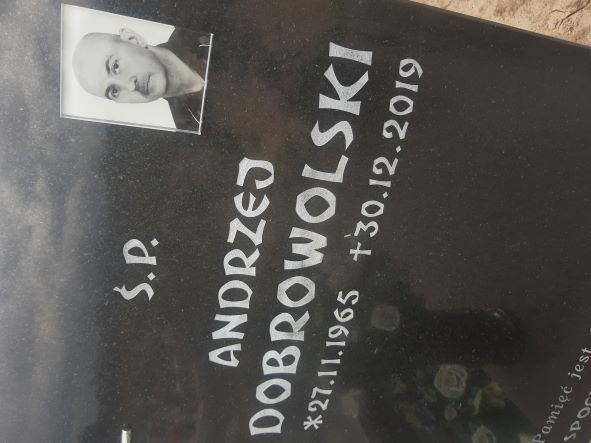 Ś.P.
ANDRZEJ
DOBROWOLSKI
*27.11.1965 +30.12.2019
Pamięć jest